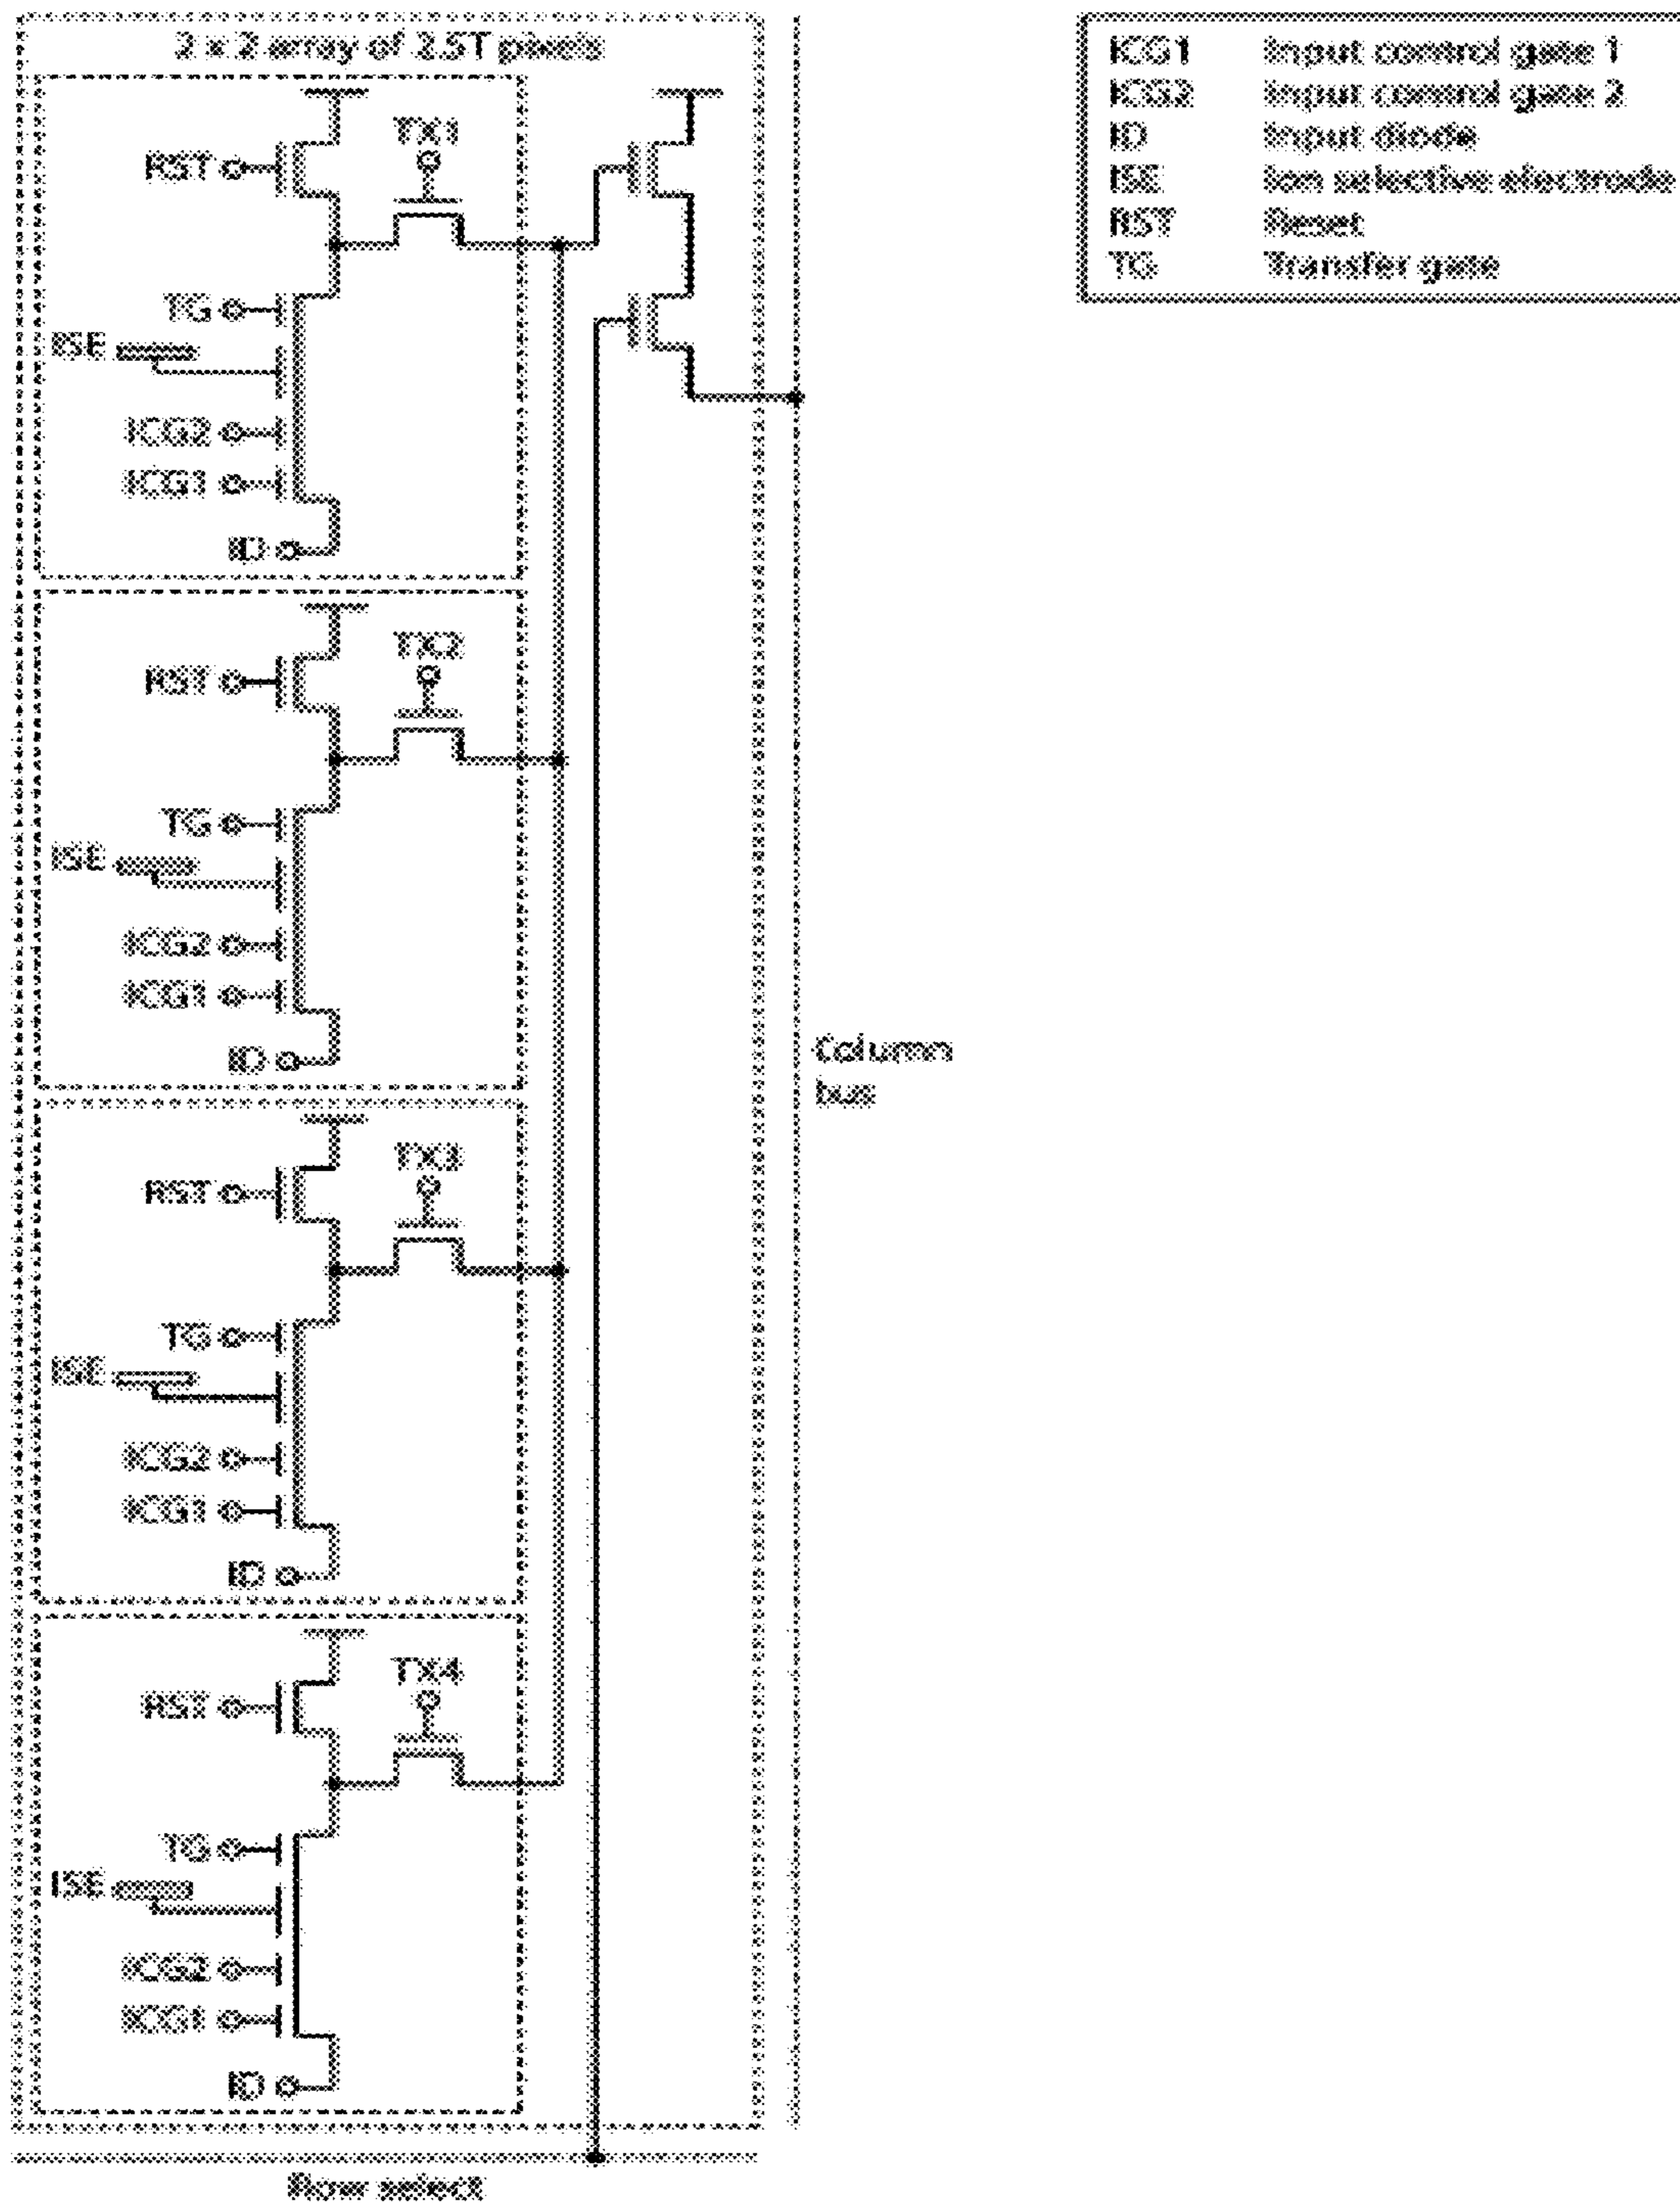 2 x 2 array of 2.5T pixels
RST
TX1
TG
ISE
ICG2
ICG1
ID
RST
TX2
TG
ISE
ICG2
ICG1
ID
RST
TX3
TG
ISE
ICG2
ICG1
ID
RST
TX4
TG
ISE
ICG2
ICG1
ID
Row select
Column
bus
ICG1 Input control gate 1
ICG2 Input control gate 2
ID Input diode
ISE Ion selective electrode
RST Reset
TG Transfer gate